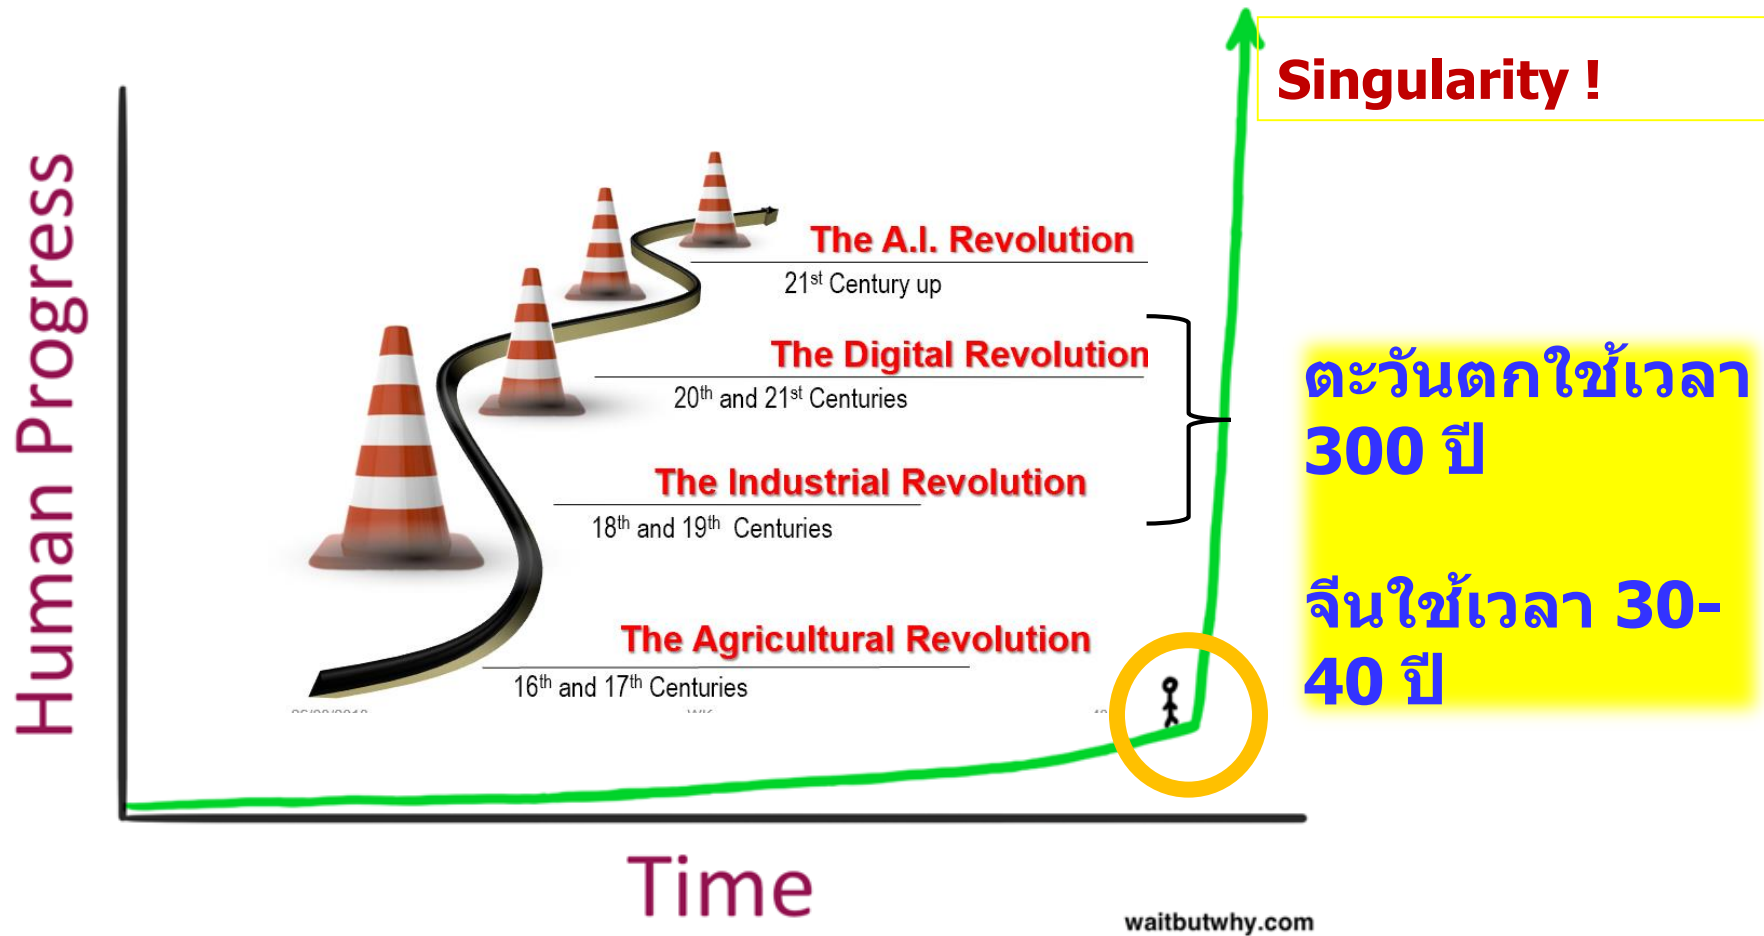 Singularity !
Human Progress
The A.I. Revolution
21st Century up
The Digital Revolution
20th and 21st Centuries
The Industrial Revolution
18th and 19th Centuries
The Agricultural Revolution
16th and 17th Centuries
ตะวันตกใช้เวลา
300 ปี
จีนใช้เวลา 30-
40 ปี
Time
waitbutwhy.com